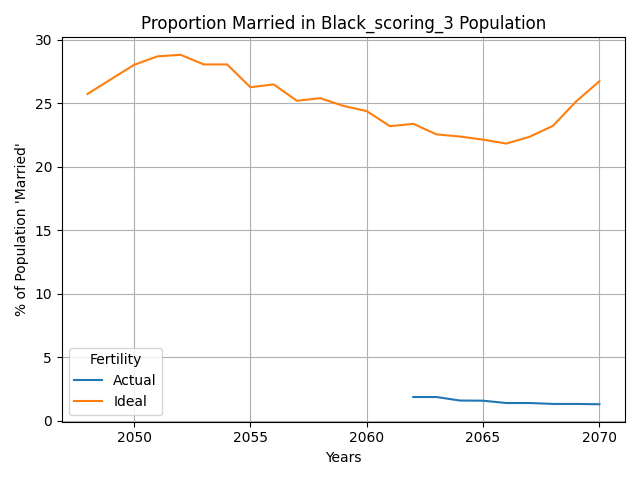 Proportion Married in Black_scoring_3 Population
% of Population 'Married'
30
25
20
15
10
5
0
Fertility
Actual
Ideal
2050 2055 2060 2065 2070
Years